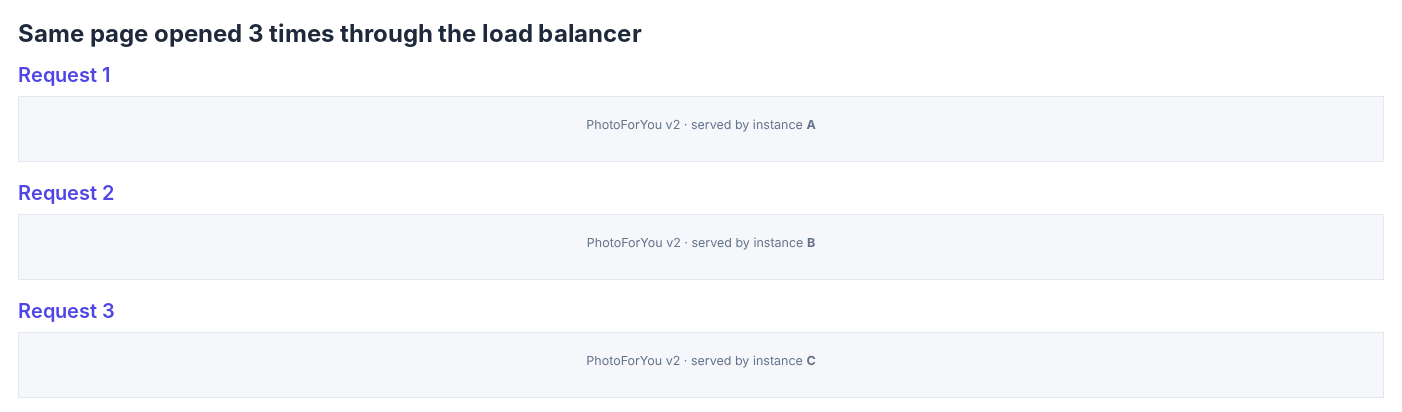 Same page opened 3 times through the load balancer
Request 1
PhotoForYou v2 · served by instance A
Request 2
PhotoForYou v2 · served by instance B
Request 3
PhotoForYou v2 · served by instance C